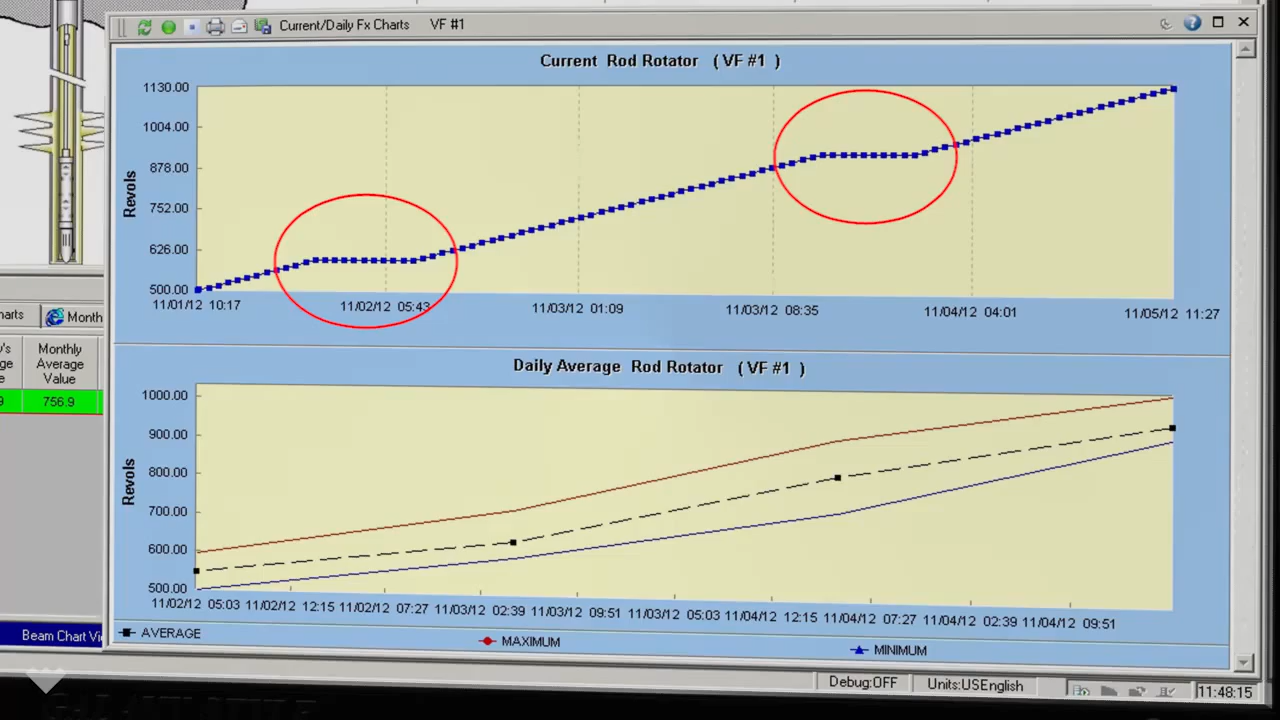 Current/Daily Fx Charts VF #1
Current Rod Rotator ( VF #1 )
Revols
1130.00
1004.00
878.00
752.00
626.00
500.00
11/01/12 10:17 11/02/12 05:43 11/03/12 01:09 11/03/12 08:35 11/04/12 04:01 11/05/12 11:27
Daily Average Rod Rotator ( VF #1 )
Revols
1000.00
900.00
800.00
700.00
600.00
500.00
11/02/12 05:03 11/02/12 12:15 11/02/12 07:27 11/03/12 02:39 11/03/12 09:51 11/03/12 05:03 11/04/12 12:15 11/04/12 07:27 11/04/12 02:39 11/04/12 09:51
AVERAGE MAXIMUM MINIMUM
Month
Monthly
Average
Value
756.9
Beam Chart
Debug:OFF Units:USEnglish 11:48:15